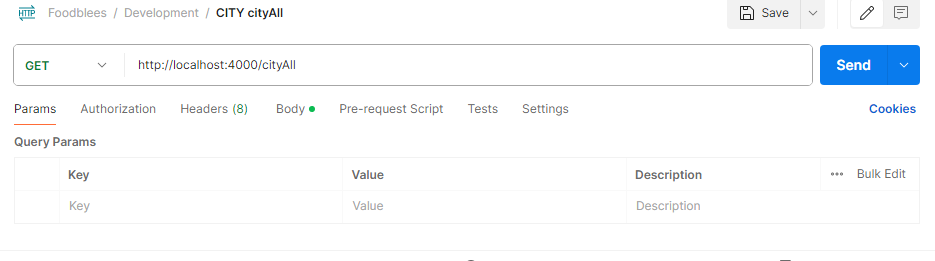 HTTP Foodblees / Development / CITY cityAll Save
GET http://localhost:4000/cityAll Send
Params Authorization Headers (8) Body Pre-request Script Tests Settings Cookies
Query Params
Key Value Description Bulk Edit
Key Value Description